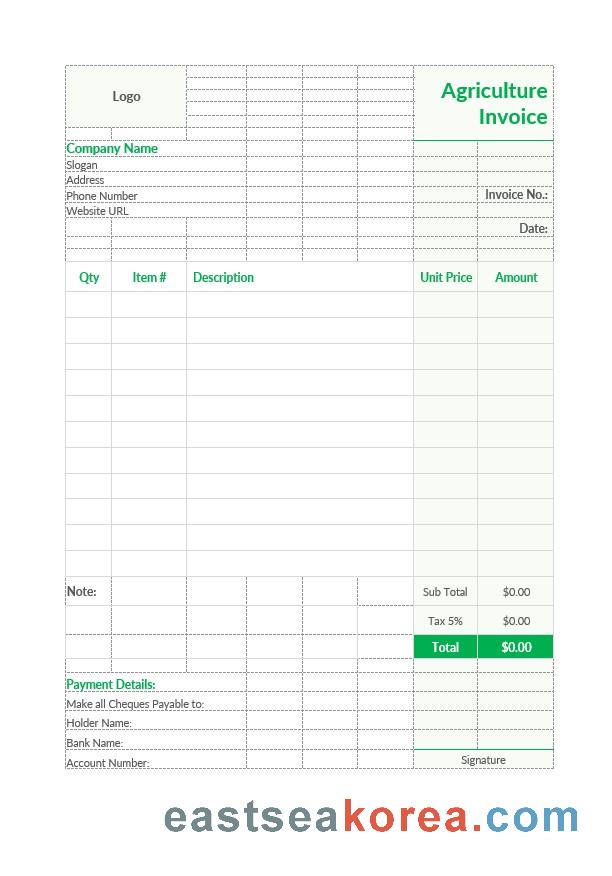 Logo
Agriculture
Invoice
Company Name
Slogan
Address
Phone Number
Invoice No.:
Website URL
Date:
Qty Item # Description Unit Price Amount
Note: Sub Total $0.00
Tax 5% $0.00
Total $0.00
Payment Details:
Make all Cheques Payable to:
Holder Name:
Bank Name:
Account Number: Signature
eastseakorea.com